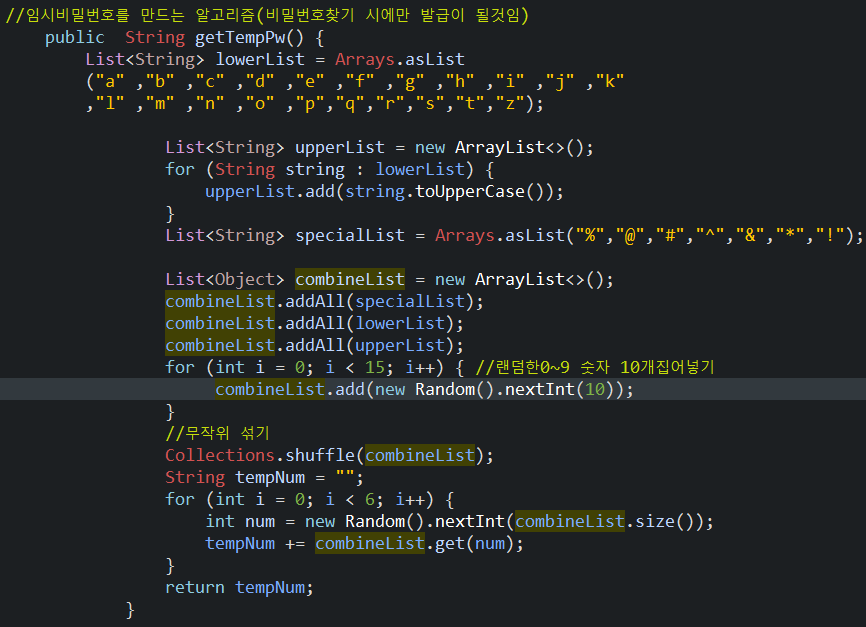 //임시비밀번호를 만드는 알고리즘(비밀번호찾기 시에만 발급이 될것임)
public  String getTempPw() {
List<String> lowerList = Arrays.asList
("a" ,"b" ,"c" ,"d" ,"e" ,"f" ,"g" ,"h" ,"i" ,"j" ,"k"
,"l" ,"m" ,"n" ,"o" ,"p","q","r","s","t","z");
List<String> upperList = new ArrayList<>();
for (String string : lowerList) {
upperList.add(string.toUpperCase());
}
List<String> specialList = Arrays.asList("%","@","#","^","&","*","!");
List<Object> combineList = new ArrayList<>();
combineList.addAll(specialList);
combineList.addAll(lowerList);
combineList.addAll(upperList);
for (int i = 0; i < 15; i++) { //랜덤한0~9 숫자 10개집어넣기
combineList.add(new Random().nextInt(10));
}
//무작위 섞기
Collections.shuffle(combineList);
String tempNum = "";
for (int i = 0; i < 6; i++) {
int num = new Random().nextInt(combineList.size());
tempNum += combineList.get(num);
}
return tempNum;
}